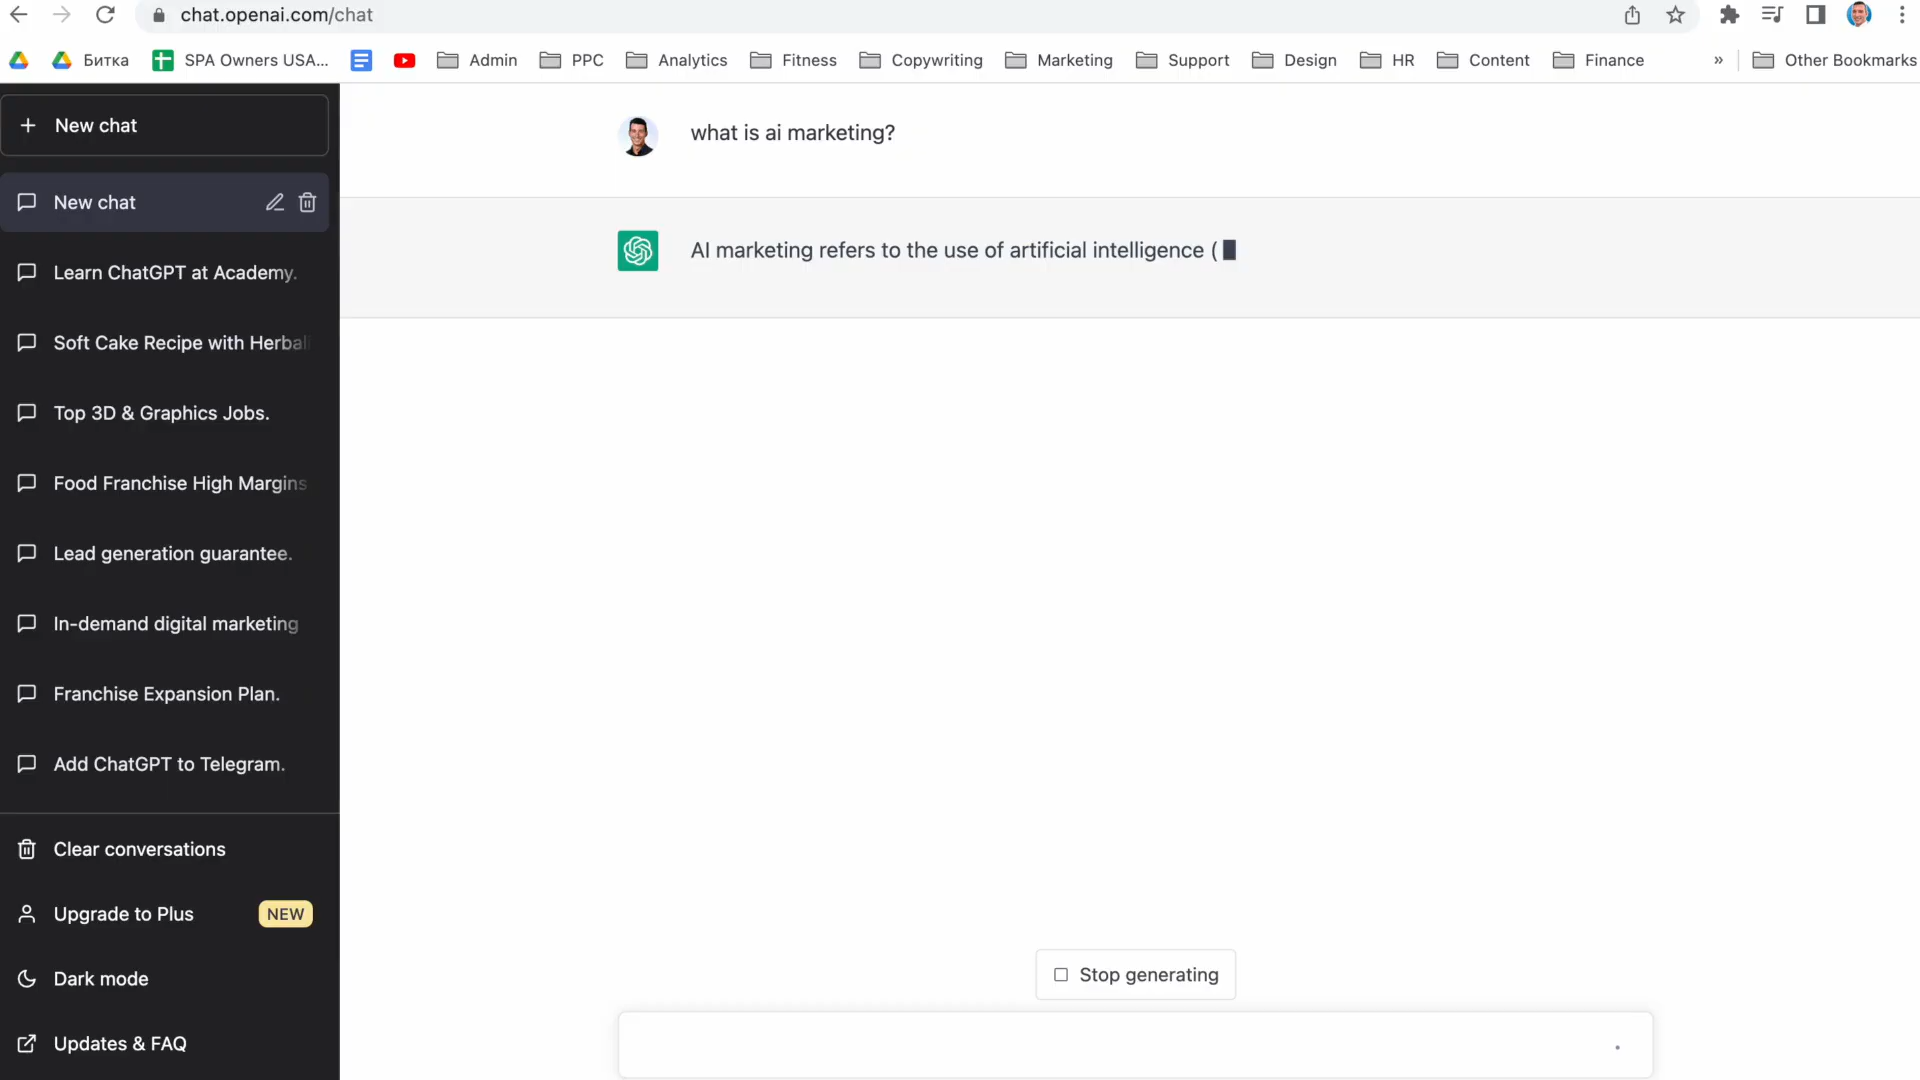 chat.openai.com/chat
Битка
SPA Owners USA...
Admin
PPC
Analytics
Fitness
Copywriting
Marketing
Support
Design
HR
Content
Finance
»
Other Bookmarks
+ New chat
New chat
Learn ChatGPT at Academy.
Soft Cake Recipe with Herbal
Top 3D & Graphics Jobs.
Food Franchise High Margins
Lead generation guarantee.
In-demand digital marketing
Franchise Expansion Plan.
Add ChatGPT to Telegram.
Clear conversations
Upgrade to Plus
NEW
Dark mode
Updates & FAQ
what is ai marketing?
AI marketing refers to the use of artificial intelligence (
Stop generating